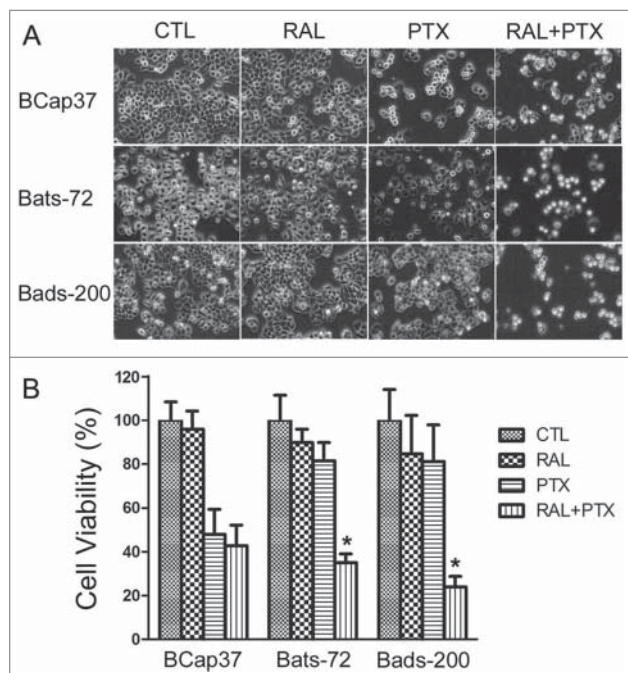 A
CTL RAL PTX RAL+PTX
BCap37
Bats-72
Bads-200
B
Cell Viability (%)
120
100
80
60
40
20
0
*
*
BCap37 Bats-72 Bads-200
CTL
RAL
PTX
RAL+PTX